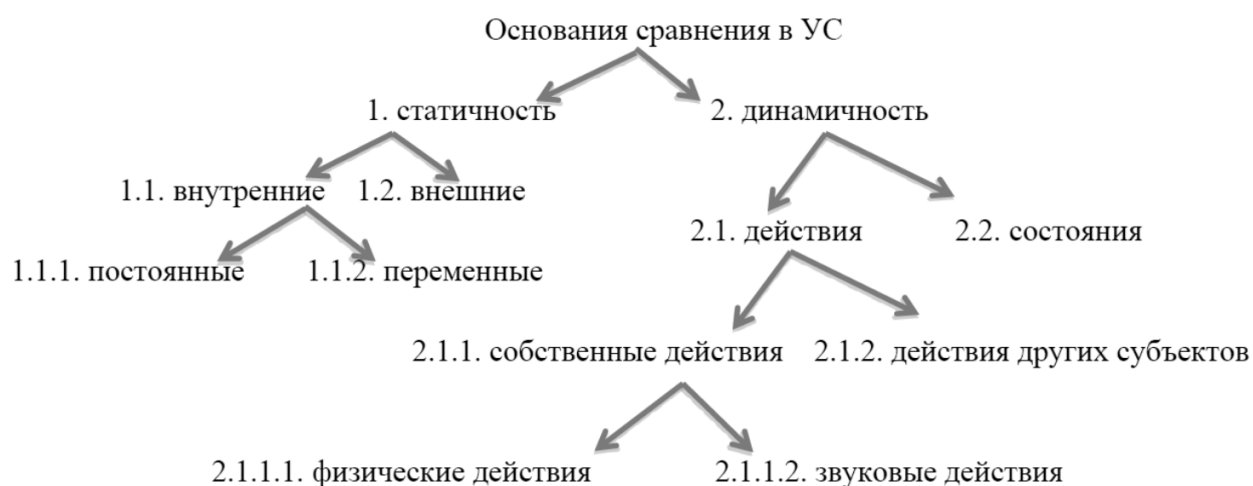 Основания сравнения в УС
1. статичность 2. динамичность
1.1. внутренние 1.2. внешние
2.1. действия 2.2. состояния
1.1.1. постоянные 1.1.2. переменные
2.1.1. собственные действия 2.1.2. действия других субъектов
2.1.1.1. физические действия 2.1.1.2. звуковые действия